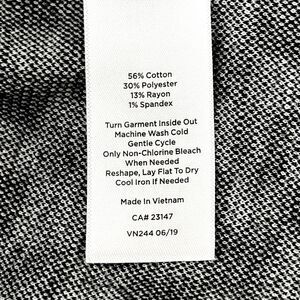 56% Cotton
30% Polyester
13% Rayon
1% Spandex
Turn Garment Inside Out
Machine Wash Cold
Gentle Cycle
Only Non-Chlorine Bleach
When Needed
Reshape, Lay Flat To Dry
Cool Iron If Needed
Made In Vietnam
CA# 23147
VN244 06/19